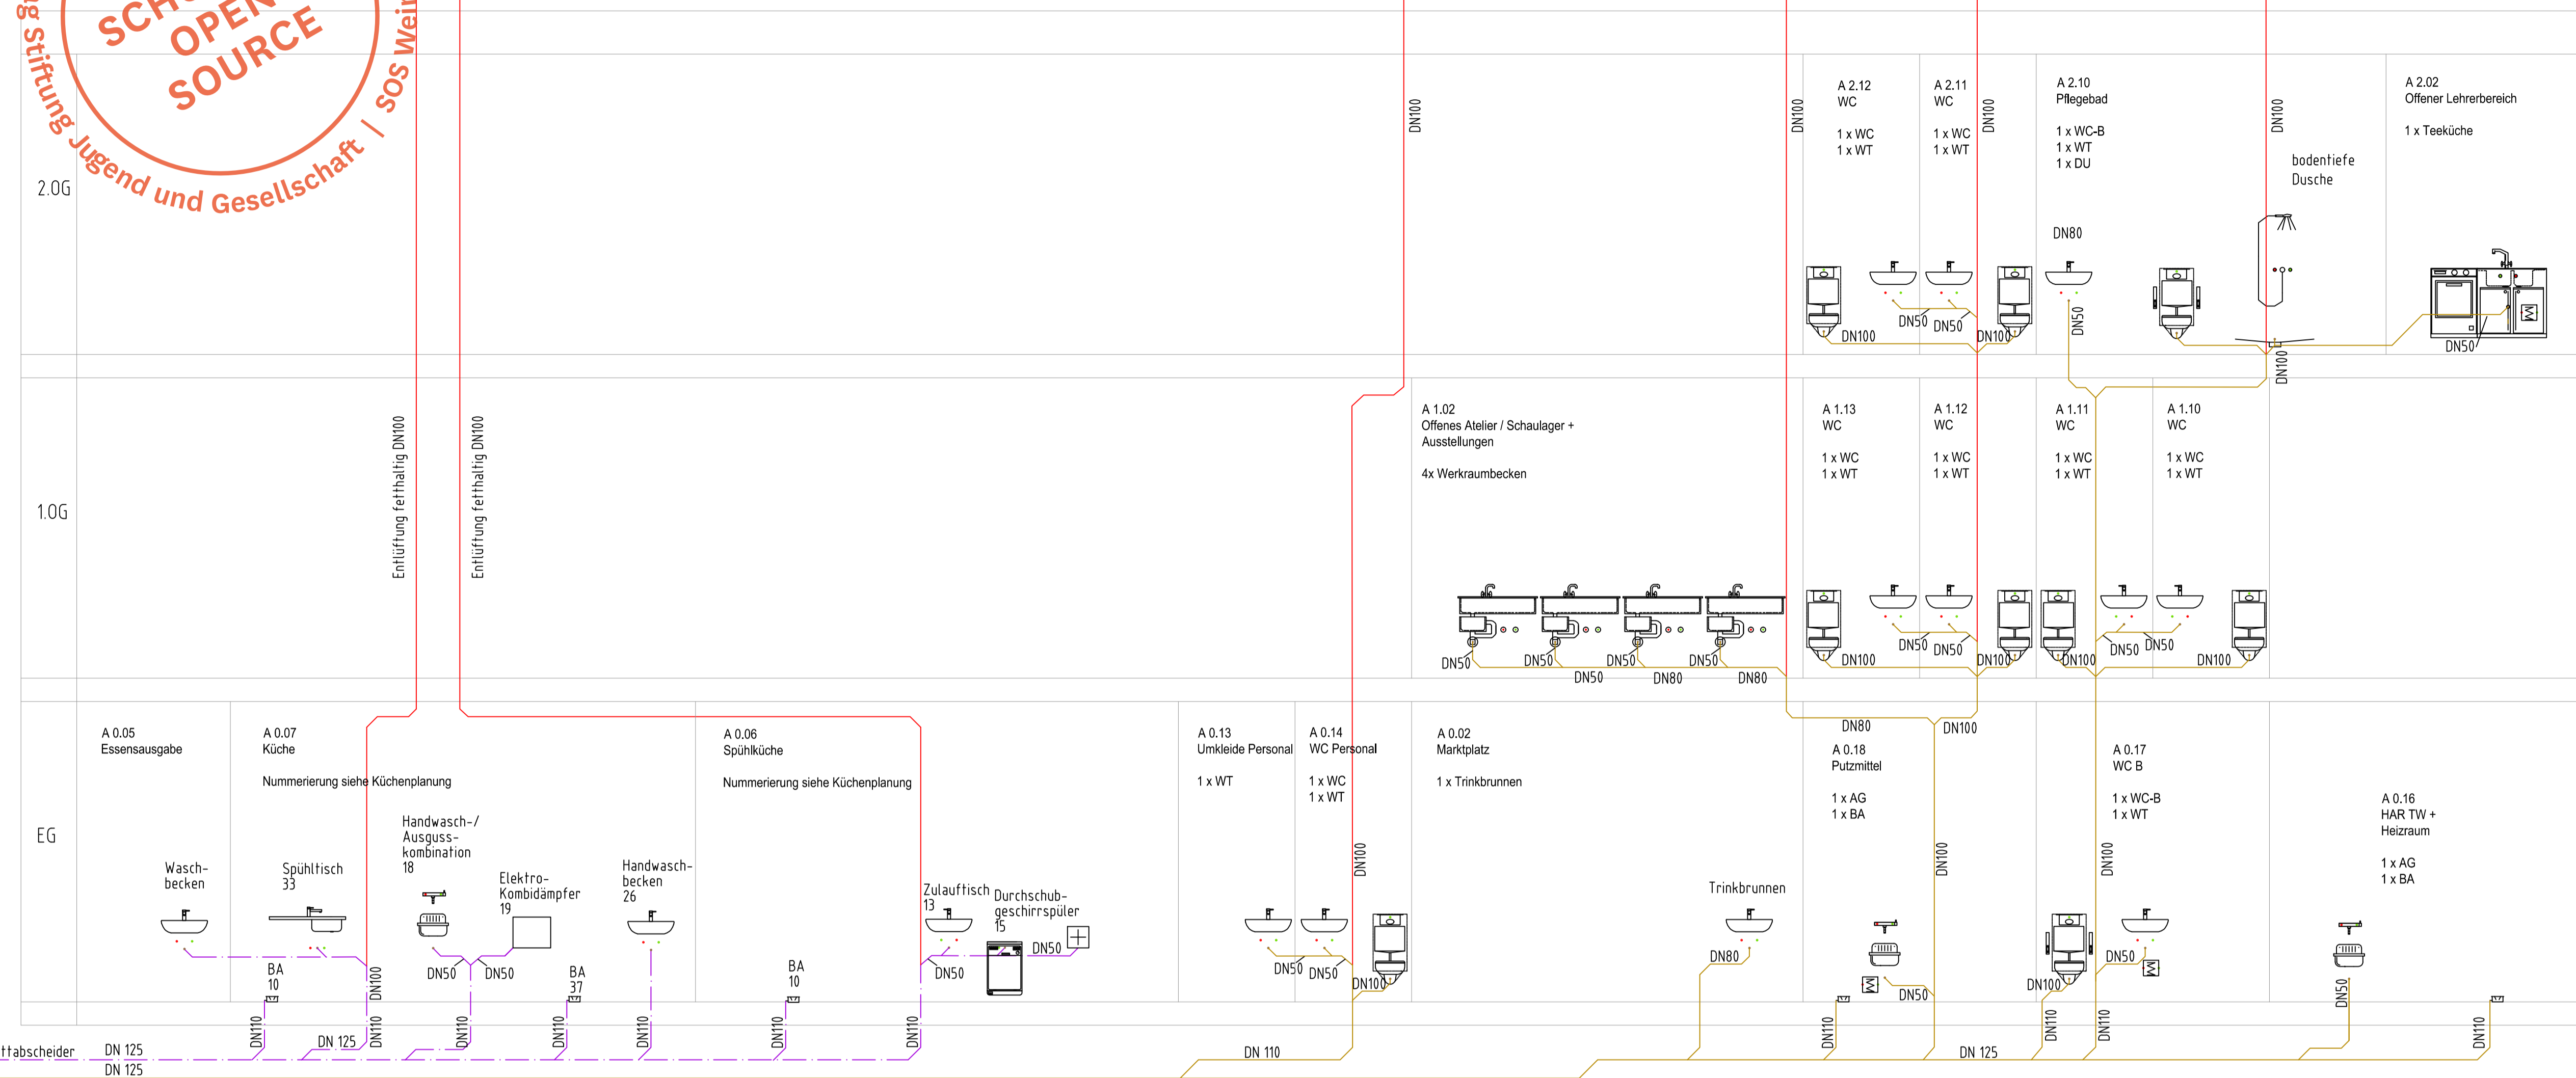 SCHU
OPEN
SOURCE
g Stiftung Jugend und Gesellschaft | SOS Wein
2.OG
DN100
DN100
A 2.12
WC
1 x WC
1 x WT
A 2.11
WC
1 x WC
1 x WT
DN100
A 2.10
Pflegebad
1 x WC-B
1 x WT
1 x DU
DN100
bodentiefe
Dusche
A 2.02
Offener Lehrerbereich
1 x Teeküche
DN80
DN50
DN50
DN100
DN100
DN50
DN100
DN50
1.OG
Entlüftung fetthaltig DN100
Entlüftung fetthaltig DN100
A 1.02
Offenes Atelier / Schaulager +
Ausstellungen
4x Werkraumbecken
A 1.13
WC
1 x WC
1 x WT
A 1.12
WC
1 x WC
1 x WT
A 1.11
WC
1 x WC
1 x WT
A 1.10
WC
1 x WC
1 x WT
DN50
DN50
DN50
DN50
DN50
DN80
DN80
DN50
DN50
DN100
DN100
DN50
DN50
DN100
DN100
EG
A 0.05
Essensausgabe
A 0.07
Küche
Nummerierung siehe Küchenplanung
A 0.06
Spühlküche
Nummerierung siehe Küchenplanung
A 0.13
Umkleide Personal
1 x WT
A 0.14
WC Personal
1 x WC
1 x WT
A 0.02
Marktplatz
1 x Trinkbrunnen
DN80
DN100
A 0.18
Putzmittel
1 x AG
1 x BA
A 0.17
WC B
1 x WC-B
1 x WT
A 0.16
HAR TW +
Heizraum
1 x AG
1 x BA
Wasch-
becken
Spühltisch
33
Handwasch-/
Ausguss-
kombination
18
Elektro-
Kombidämpfer
19
Handwasch-
becken
26
Zulauftisch
13
Durchschub-
geschirrspüler
15
Trinkbrunnen
DN100
DN100
DN100
BA
10
DN100
DN50
DN50
BA
37
BA
10
DN50
DN50
DN50
DN50
DN100
DN80
DN50
DN100
DN50
DN50
DN110
DN110
DN110
DN110
DN110
DN110
DN110
DN110
DN110
DN110
DN110
ttabscheider
DN 125
DN 125
DN 125
DN 110
DN 125